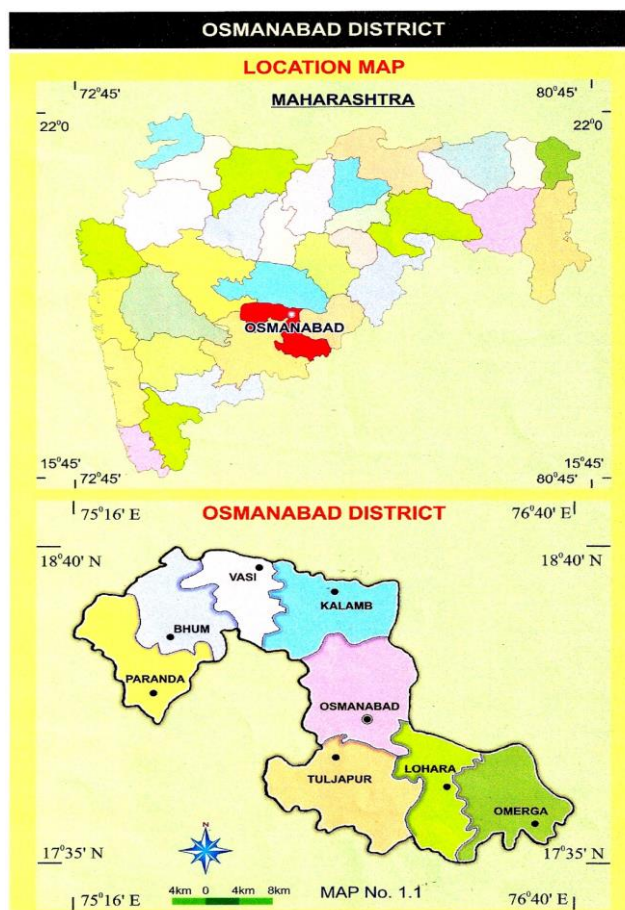 OSMANABAD DISTRICT
LOCATION MAP
72°45' 80°45'
MAHARASHTRA
22°0 22°0
OSMANABAD
15°45' 15°45'
72°45' 80°45'
75°16' E 76°40' E
OSMANABAD DISTRICT
18°40' N 18°40' N
VASI
KALAMB
BHUM
PARANDA
OSMANABAD
LOHARA
TULJAPUR
OMERGA
N
17°35' N 17°35' N
4km 0 4km 8km
MAP No. 1.1
75°16' E 76°40' E